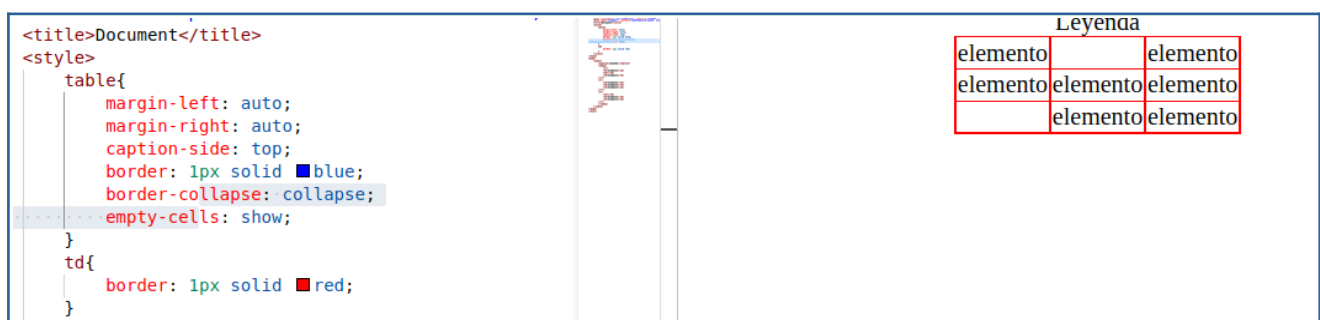 <title>Document</title>
<style>
table{
margin-left: auto;
margin-right: auto;
caption-side: top;
border: 1px solid blue;
border-collapse: collapse;
empty-cells: show;
}
td{
border: 1px solid red;
}
Leyenda
elemento elemento
elemento elemento elemento
elemento elemento